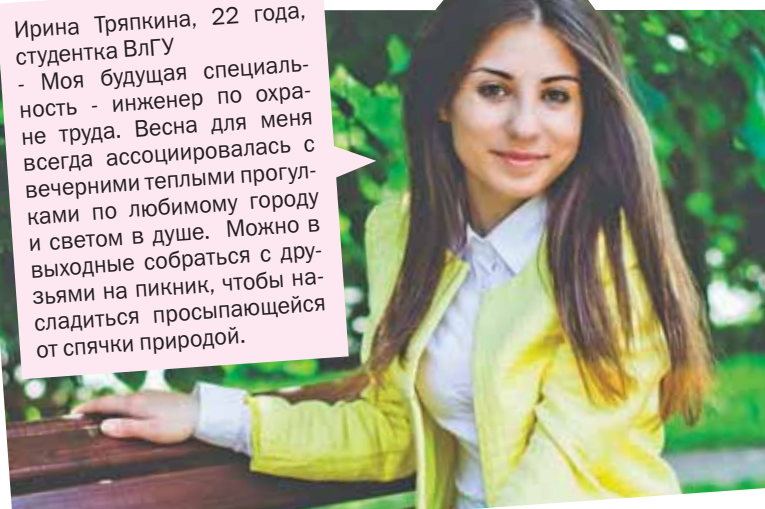 Ирина Тряпкина, 22 года,
студентка ВлГУ
- Моя будущая специаль-
ность - инженер по охра-
не труда. Весна для меня
всегда ассоциировалась с
вечерними теплыми прогул-
ками по любимому городу
и светом в душе. Можно в
выходные собраться с дру-
зьями на пикник, чтобы на-
сладиться просыпающейся
от спячки природой.